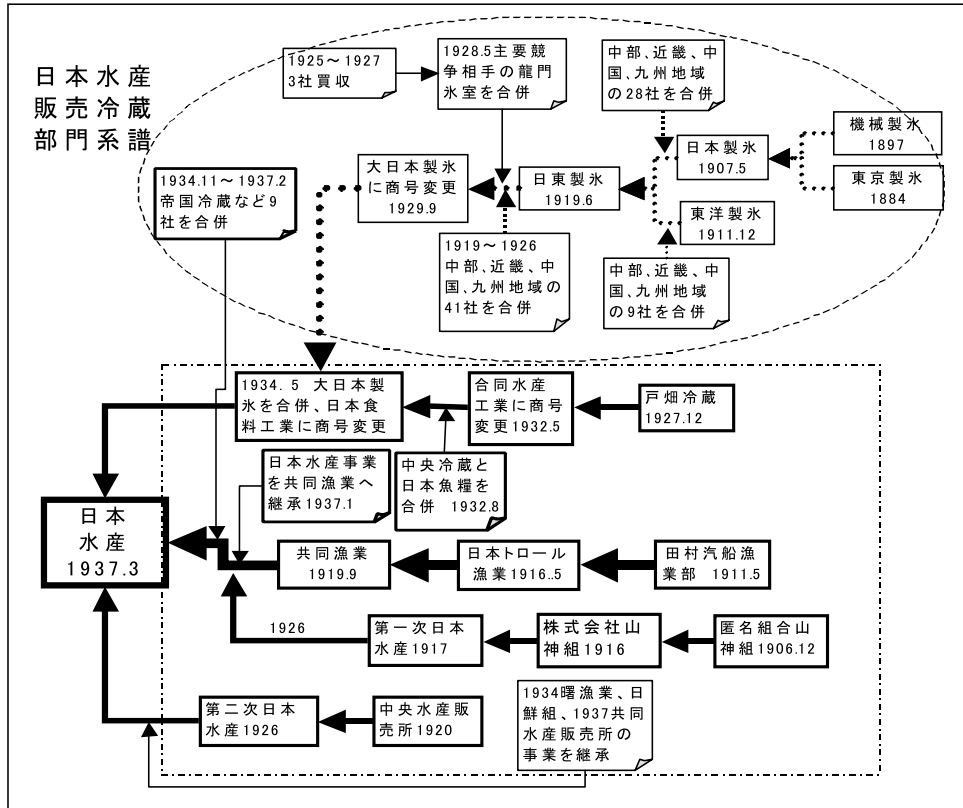 日本水産
販売冷蔵
部門系譜
1925～1927
3社買収
1928.5主要競
争相手の龍門
氷室を合併
中部、近畿、中
国、九州地域
の28社を合併
機械製氷
1897
東京製氷
1884
日本製氷
1907.5
東洋製氷
1911.12
日東製氷
1919.6
大日本製氷
に商号変更
1929.9
1934.11～1937.2
帝国冷蔵など9
社を合併
1919～1926
中部、近畿、中
国、九州地域の
41社を合併
中部、近畿、中
国、九州地域
の9社を合併
1934.5 大日本製
氷を合併、日本食
料工業に商号変更
合同水産
工業に商号
変更1932.5
戸畑冷蔵
1927.12
日本水産事業
を共同漁業へ
継承1937.1
中央冷蔵と
日本魚糧を
合併 1932.8
日本
水産
1937.3
共同漁業
1919.9
日本トロール
漁業1916.5
田村汽船漁
業部 1911.5
1926
第一次日本
水産1917
株式会社山
神組1916
匿名組合山
神組1906.12
第二次日本
水産1926
中央水産販
売所1920
1934曙漁業、日
鮮組、1937共同
水産販売所の
事業を継承